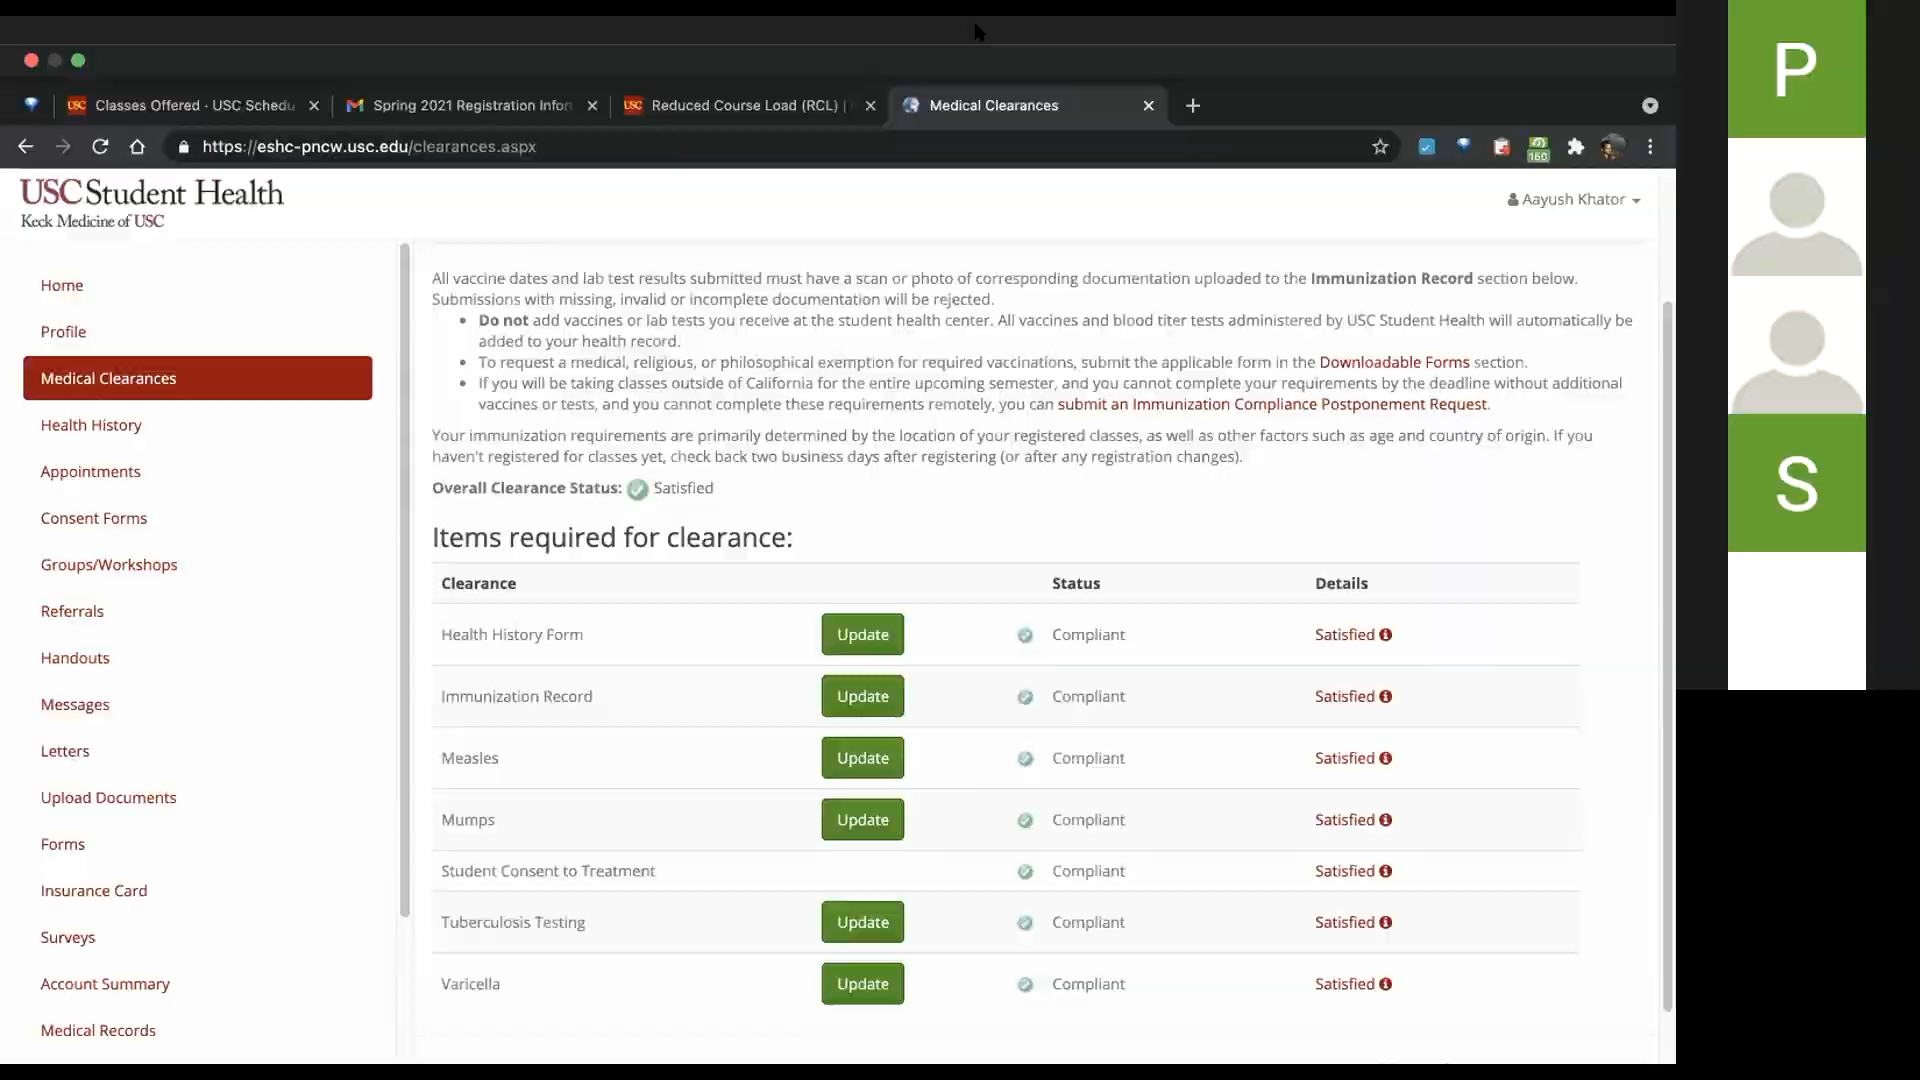 Classes Offered · USC Schedu
Spring 2021 Registration Infor
Reduced Course Load (RCL) |
Medical Clearances
https://eshc-pncw.usc.edu/clearances.aspx
160
USC Student Health
Keck Medicine of USC
Aayush Khator
Home
Profile
Medical Clearances
Health History
Appointments
Consent Forms
Groups/Workshops
Referrals
Handouts
Messages
Letters
Upload Documents
Forms
Insurance Card
Surveys
Account Summary
Medical Records
All vaccine dates and lab test results submitted must have a scan or photo of corresponding documentation uploaded to the Immunization Record section below.
Submissions with missing, invalid or incomplete documentation will be rejected.
• Do not add vaccines or lab tests you receive at the student health center. All vaccines and blood titer tests administered by USC Student Health will automatically be
added to your health record.
• To request a medical, religious, or philosophical exemption for required vaccinations, submit the applicable form in the Downloadable Forms section.
• If you will be taking classes outside of California for the entire upcoming semester, and you cannot complete your requirements by the deadline without additional
vaccines or tests, and you cannot complete these requirements remotely, you can submit an Immunization Compliance Postponement Request.
Your immunization requirements are primarily determined by the location of your registered classes, as well as other factors such as age and country of origin. If you
haven't registered for classes yet, check back two business days after registering (or after any registration changes).
Overall Clearance Status: Satisfied
Items required for clearance:
Clearance Status Details
Health History Form Update Compliant Satisfied
Immunization Record Update Compliant Satisfied
Measles Update Compliant Satisfied
Mumps Update Compliant Satisfied
Student Consent to Treatment Compliant Satisfied
Tuberculosis Testing Update Compliant Satisfied
Varicella Update Compliant Satisfied
P
S